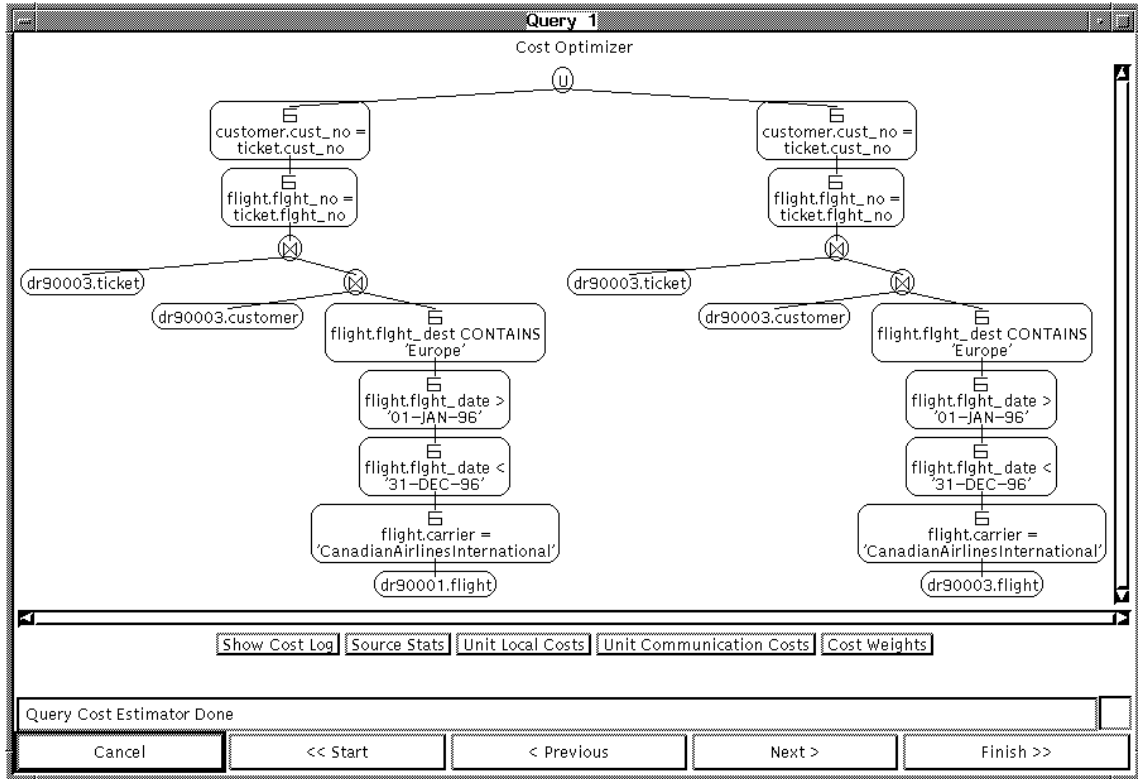 Query 1
Cost Optimizer
U
customer.cust_no =
ticket.cust_no
customer.cust_no =
ticket.cust_no
flight.flght_no =
ticket.flght_no
flight.flght_no =
ticket.flght_no
dr90003.ticket
dr90003.ticket
dr90003.customer
dr90003.customer
flight.flght_dest CONTAINS
'Europe'
flight.flght_dest CONTAINS
'Europe'
flight.flght_date >
'01-JAN-96'
flight.flght_date >
'01-JAN-96'
flight.flght_date <
'31-DEC-96'
flight.flght_date <
'31-DEC-96'
flight.carrier =
'CanadianAirlinesInternational'
flight.carrier =
'CanadianAirlinesInternational'
dr90001.flight
dr90003.flight
Show Cost Log Source Stats Unit Local Costs Unit Communication Costs Cost Weights
Query Cost Estimator Done
Cancel << Start < Previous Next > Finish >>